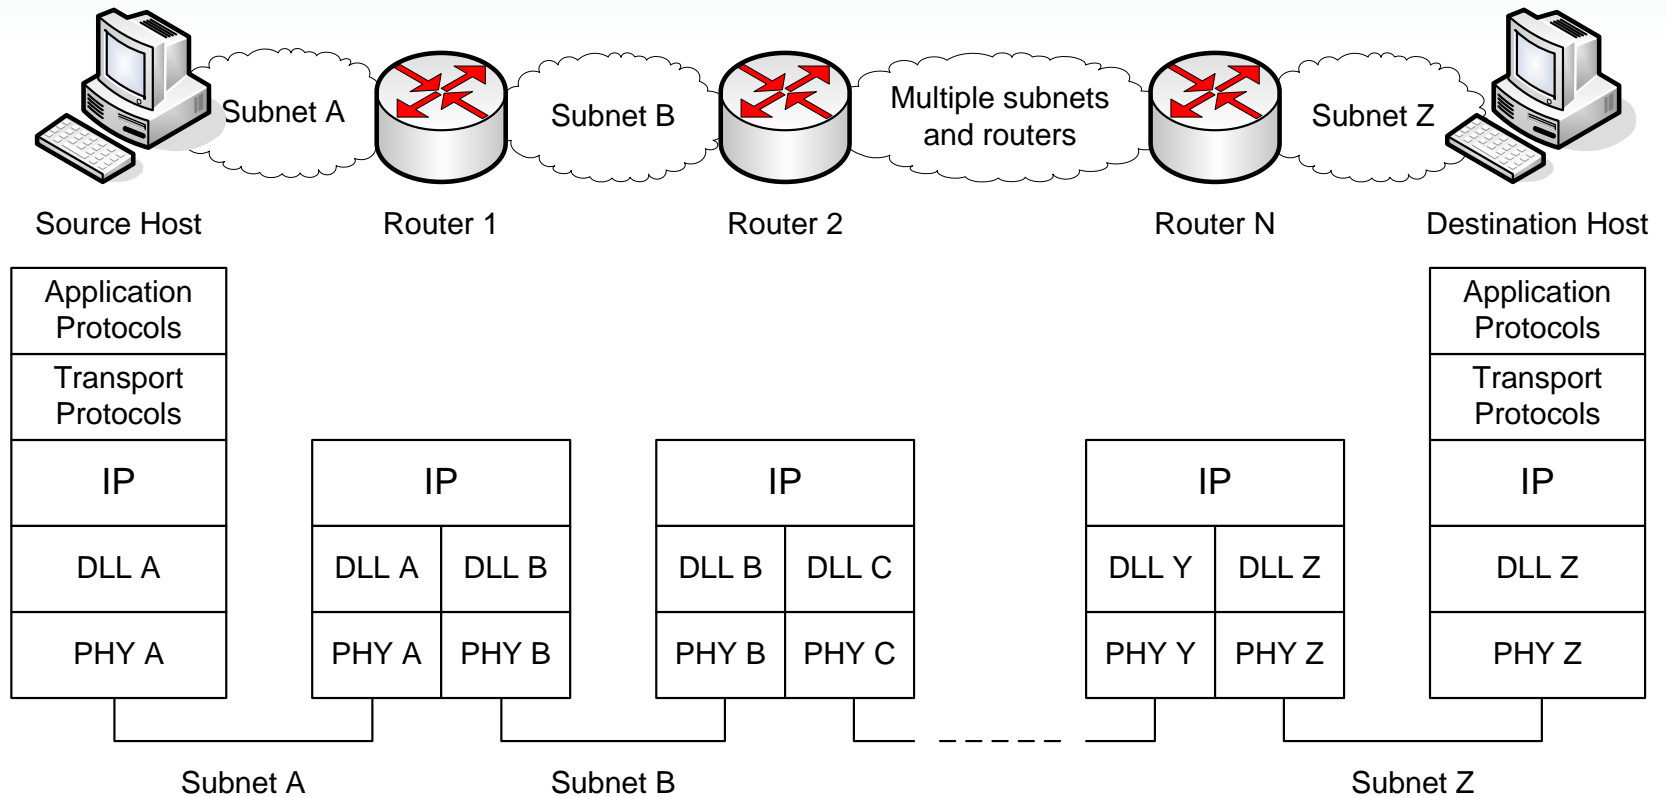 Subnet A
Subnet B
Multiple subnets
and routers
Subnet Z
Source Host
Router 1
Router 2
Router N
Destination Host
Application
Protocols
Transport
Protocols
IP
DLL A
PHY A
IP
DLL A
DLL B
PHY A
PHY B
IP
DLL B
DLL C
PHY B
PHY C
IP
DLL Y
DLL Z
PHY Y
PHY Z
Application
Protocols
Transport
Protocols
IP
DLL Z
PHY Z
Subnet A
Subnet B
Subnet Z